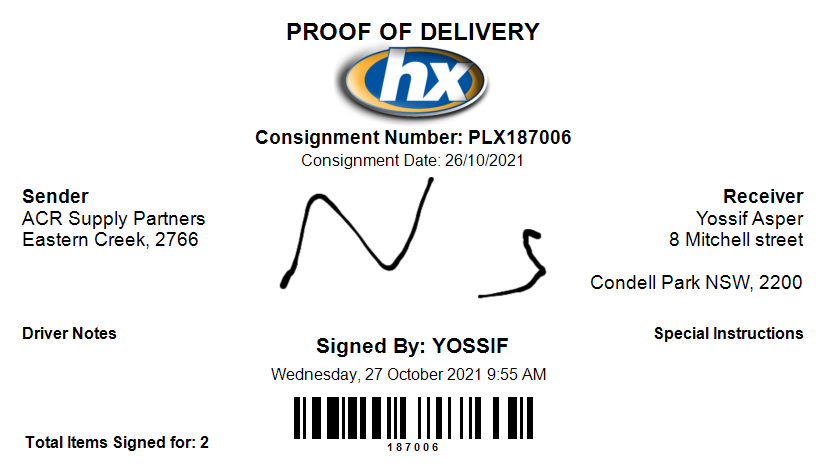 PROOF OF DELIVERY
hx
Consignment Number: PLX187006
Consignment Date: 26/10/2021
Sender
ACR Supply Partners
Eastern Creek, 2766
Receiver
Yossif Asper
8 Mitchell street
Condell Park NSW, 2200
Driver Notes
Special Instructions
Signed By: YOSSIF
Wednesday, 27 October 2021 9:55 AM
187006
Total Items Signed for: 2